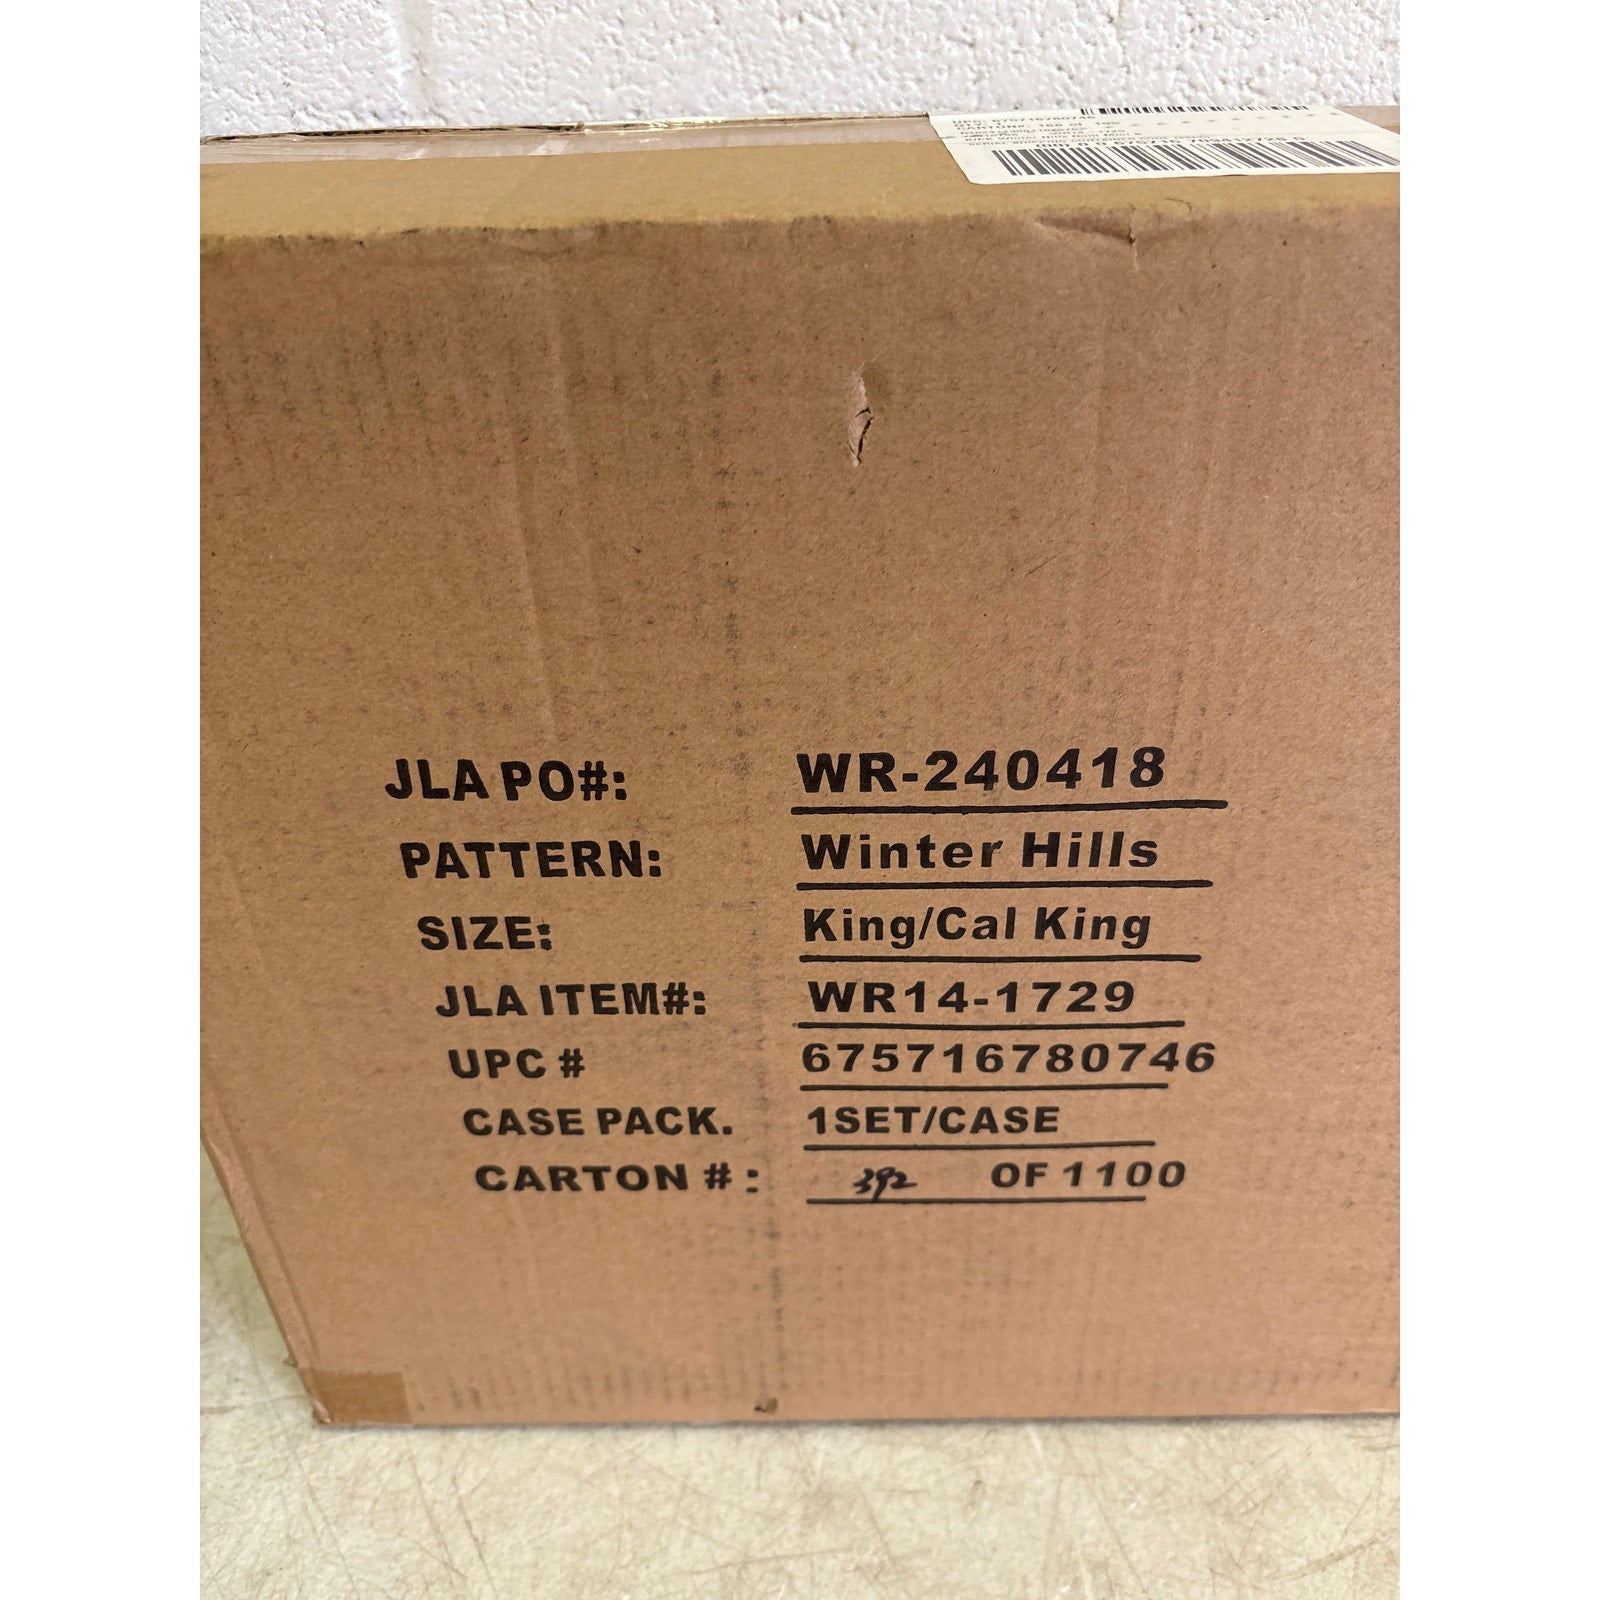 JLA PO#: WR-240418
PATTERN: Winter Hills
SIZE: King/Cal King
JLA ITEM#: WR14-1729
UPC # 675716780746
CASE PACK. 1SET/CASE
CARTON #: 392 OF 1100